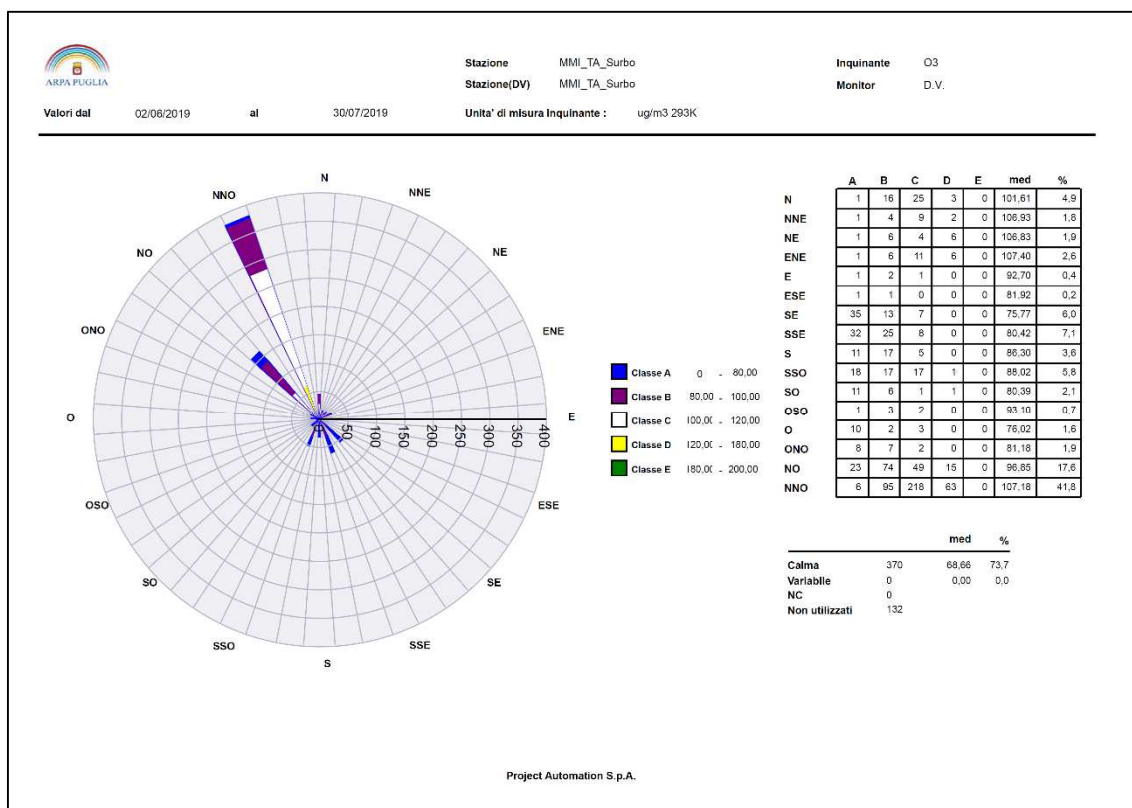 ARPA PUGLIA
Stazione MMI_TA_Surbo Inquinante O3
Stazione(DV) MMI_TA_Surbo Monitor D.V.
Valori dal 02/06/2019 al 30/07/2019 Unita' di misura Inquinante : ug/m3 293K
N
NNE
NE
ENE
E
ESE
SE
SSE
S
SSO
SO
OSO
O
ONO
NO
NNO
0 50 100 150 200 250 300 350 400
Classe A 0 - 80,00
Classe B 80,00 - 100,00
Classe C 100,00 - 120,00
Classe D 120,00 - 180,00
Classe E 180,00 - 200,00
A B C D E med %
N 1 16 25 3 0 101,61 4,9
NNE 1 4 9 2 0 106,93 1,8
NE 1 6 4 6 0 106,83 1,9
ENE 1 6 11 6 0 107,40 2,6
E 1 2 1 0 0 92,70 0,4
ESE 1 1 0 0 0 81,92 0,2
SE 35 13 7 0 0 75,77 6,0
SSE 32 25 8 0 0 80,42 7,1
S 11 17 5 0 0 86,30 3,6
SSO 18 17 17 1 0 88,02 5,8
SO 11 6 1 1 0 80,39 2,1
OSO 1 3 2 0 0 93,10 0,7
O 10 2 3 0 0 76,02 1,6
ONO 8 7 2 0 0 81,18 1,9
NO 23 74 49 15 0 96,85 17,6
NNO 6 95 218 63 0 107,18 41,8
med %
Calma 370 68,66 73,7
Variabile 0 0,00 0,0
NC 0
Non utilizzati 132
Project Automation S.p.A.